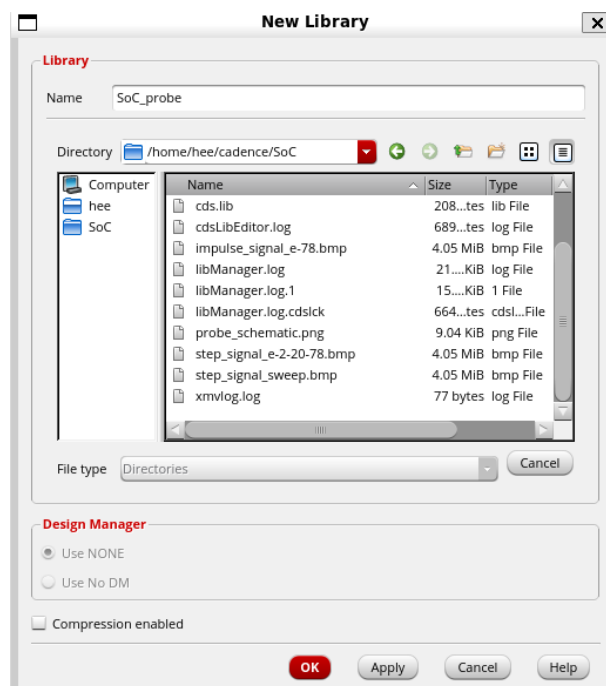 New Library
Library
Name SoC_probe
Directory /home/hee/cadence/SoC
Computer
hee
SoC
Name Size Type
cds.lib 208...tes lib File
cdsLibEditor.log 689...tes log File
impulse_signal_e-78.bmp 4.05 MiB bmp File
libManager.log 21....KiB log File
libManager.log.1 15....KiB 1 File
libManager.log.cdslck 664...tes cdsl...File
probe_schematic.png 9.04 KiB png File
step_signal_e-2-20-78.bmp 4.05 MiB bmp File
step_signal_sweep.bmp 4.05 MiB bmp File
xmvlog.log 77 bytes log File
File type Directories Cancel
Design Manager
Use NONE
Use No DM
Compression enabled
OK Apply Cancel Help